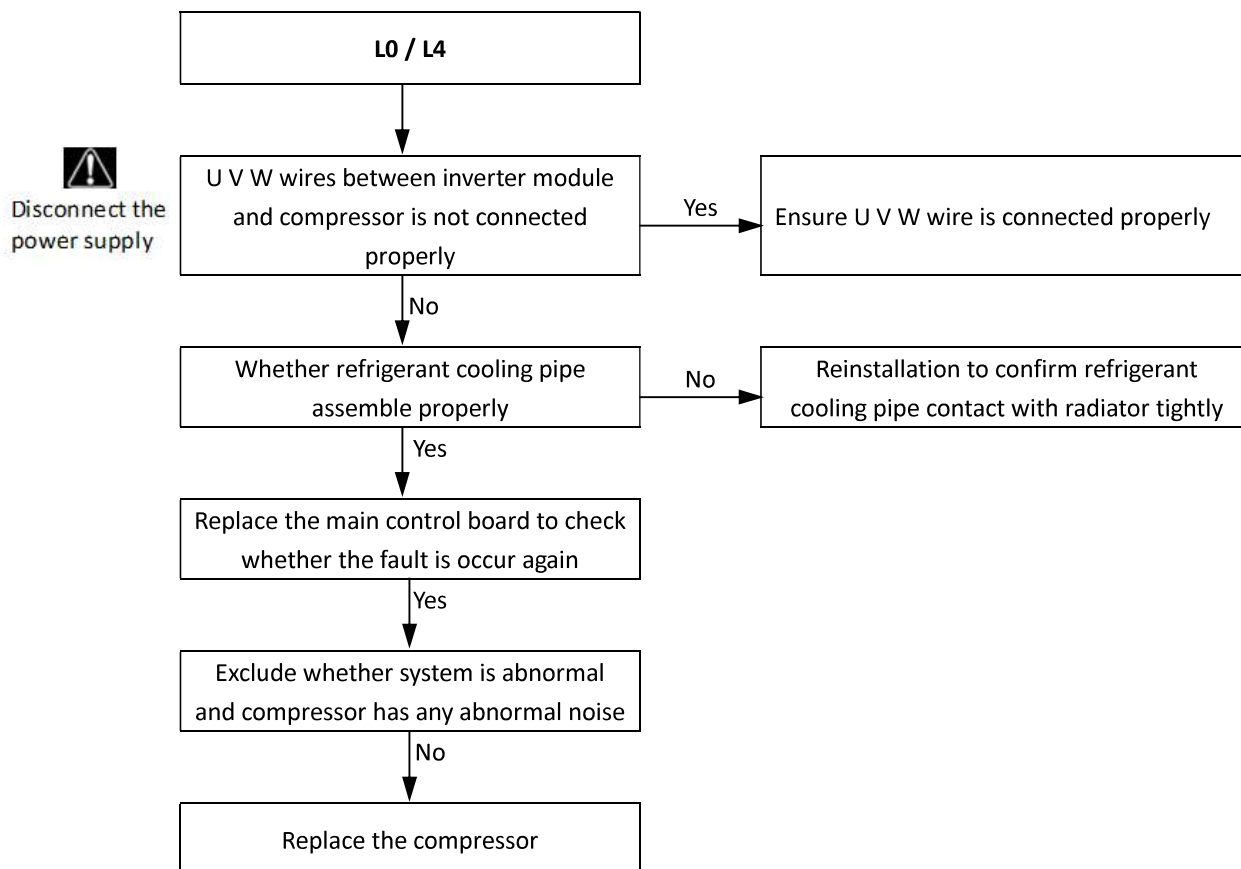 L0 / L4
Disconnect the
power supply
U V W wires between inverter module
and compressor is not connected
properly
Yes
Ensure U V W wire is connected properly
No
Whether refrigerant cooling pipe
assemble properly
No
Reinstallation to confirm refrigerant
cooling pipe contact with radiator tightly
Yes
Replace the main control board to check
whether the fault is occur again
Yes
Exclude whether system is abnormal
and compressor has any abnormal noise
No
Replace the compressor